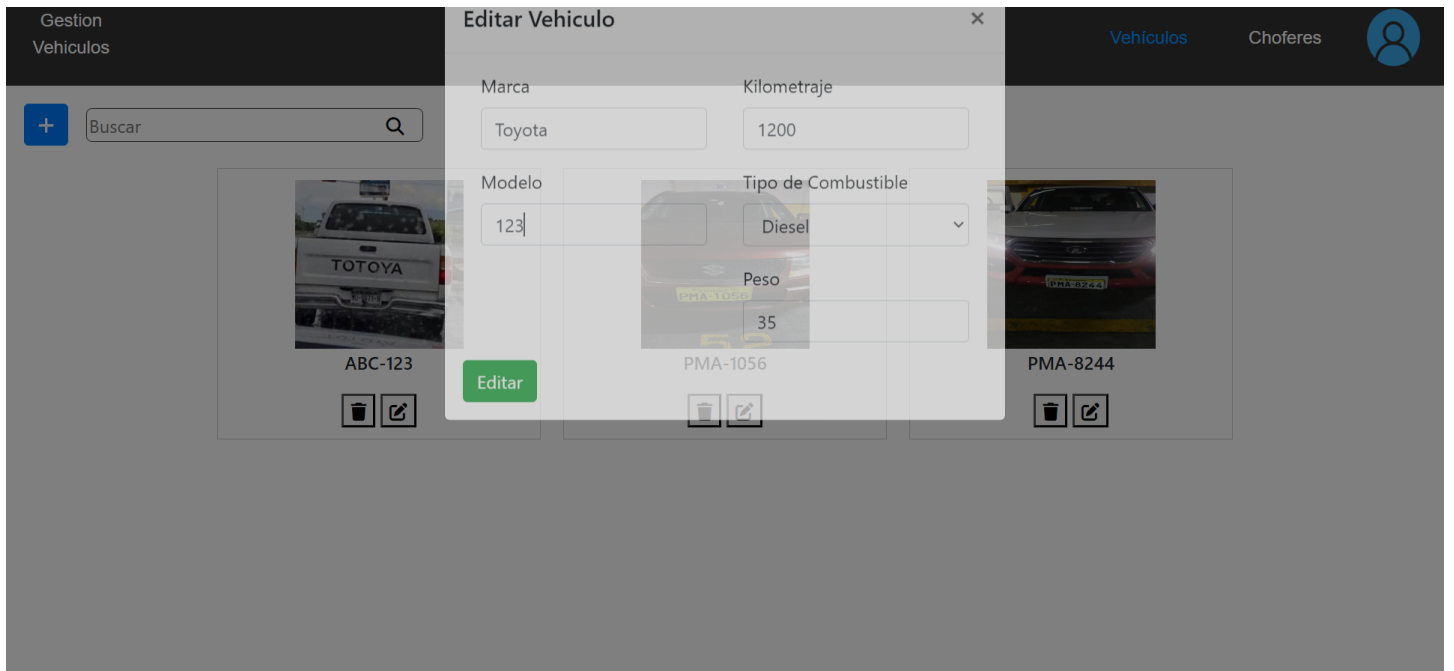 Gestion
Vehiculos
Editar Vehiculo
×
Vehículos
Choferes
+
Buscar
Marca
Kilometraje
Toyota
1200
Modelo
Tipo de Combustible
123
Diesel
Peso
35
Editar
TOTOYA
PMA-1056
PMA-8244
52
ABC-123
PMA-1056
PMA-8244